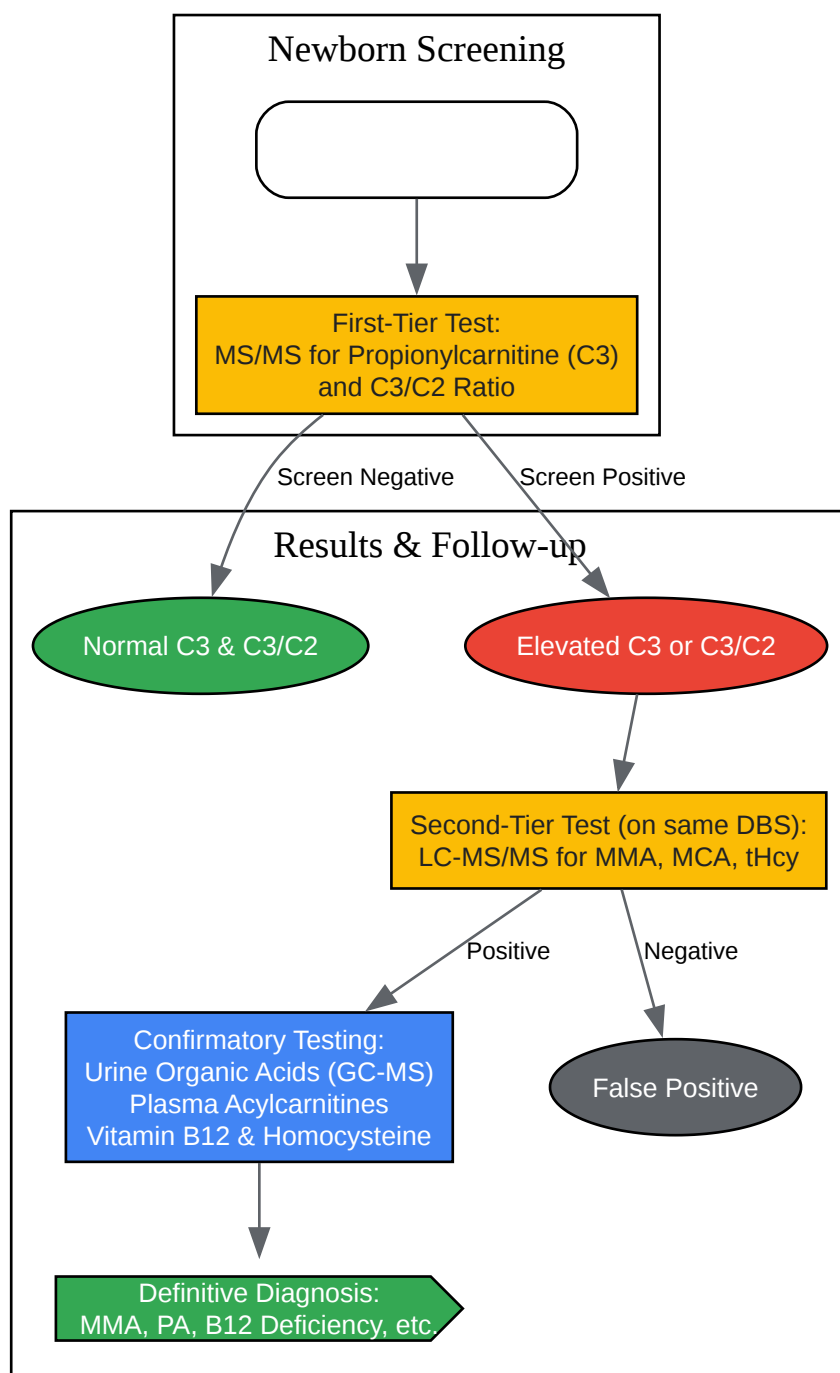 Newborn Screening
First-Tier Test:
MS/MS for Propionylcarnitine (C3)
and C3/C2 Ratio
Screen Negative
Screen Positive
Results & Follow-up
Normal C3 & C3/C2
Elevated C3 or C3/C2
Second-Tier Test (on same DBS):
LC-MS/MS for MMA, MCA, tHcy
Positive
Negative
Confirmatory Testing:
Urine Organic Acids (GC-MS)
Plasma Acylcarnitines
Vitamin B12 & Homocysteine
False Positive
Definitive Diagnosis:
MMA, PA, B12 Deficiency, etc.